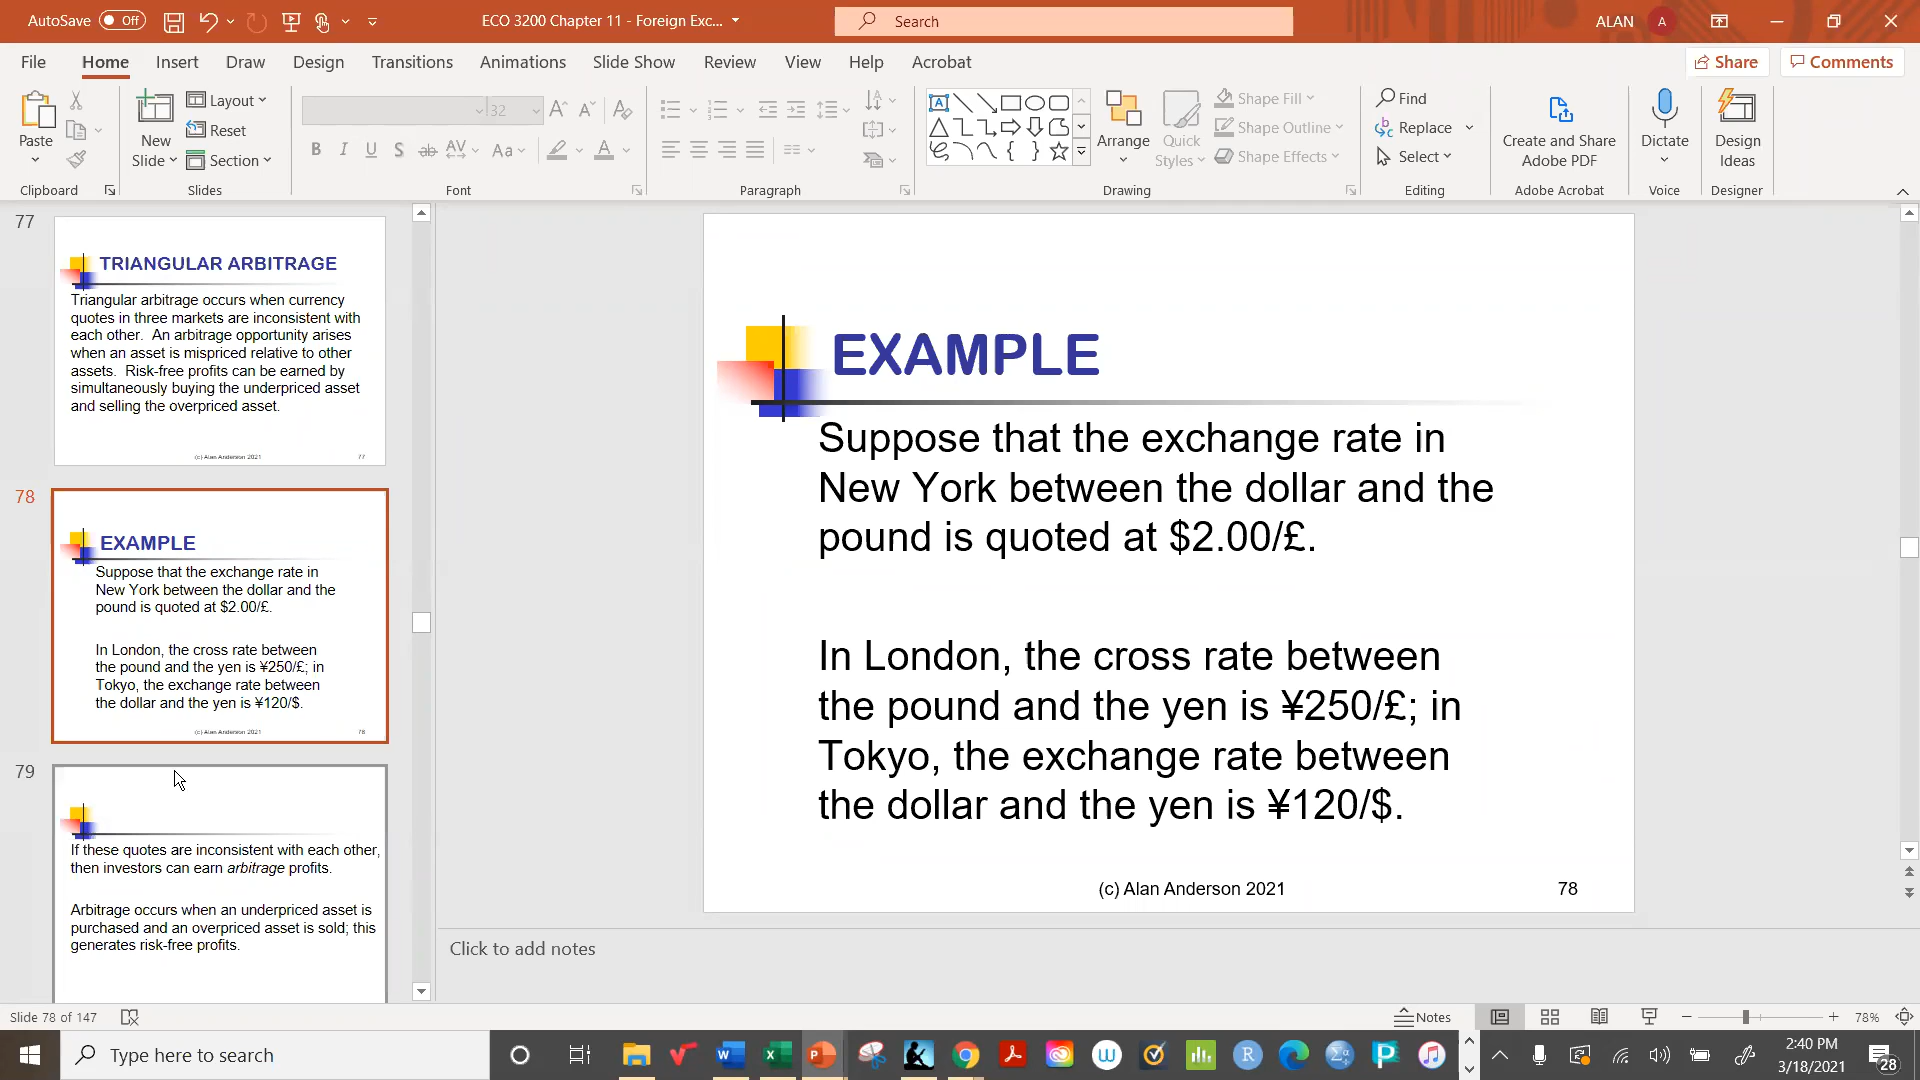 AutoSave Off
ECO 3200 Chapter 11 - Foreign Exc...
Search
ALAN A
File Home Insert Draw Design Transitions Animations Slide Show Review View Help Acrobat
Share Comments
Paste
Clipboard
New Slide
Layout
Reset
Section
Slides
32
B I U S ab AV Aa A
Font
Paragraph
Arrange
Quick Styles
Shape Fill
Shape Outline
Shape Effects
Drawing
Find
Replace
Select
Editing
Create and Share Adobe PDF
Adobe Acrobat
Dictate
Voice
Design Ideas
Designer
77
TRIANGULAR ARBITRAGE
Triangular arbitrage occurs when currency
quotes in three markets are inconsistent with
each other. An arbitrage opportunity arises
when an asset is mispriced relative to other
assets. Risk-free profits can be earned by
simultaneously buying the underpriced asset
and selling the overpriced asset.
(c) Alan Anderson 2021 77
78
EXAMPLE
Suppose that the exchange rate in
New York between the dollar and the
pound is quoted at $2.00/£.
In London, the cross rate between
the pound and the yen is ¥250/£; in
Tokyo, the exchange rate between
the dollar and the yen is ¥120/$.
(c) Alan Anderson 2021 78
79
If these quotes are inconsistent with each other,
then investors can earn arbitrage profits.
Arbitrage occurs when an underpriced asset is
purchased and an overpriced asset is sold; this
generates risk-free profits.
EXAMPLE
Suppose that the exchange rate in
New York between the dollar and the
pound is quoted at $2.00/£.
In London, the cross rate between
the pound and the yen is ¥250/£; in
Tokyo, the exchange rate between
the dollar and the yen is ¥120/$.
(c) Alan Anderson 2021 78
Click to add notes
Slide 78 of 147
Notes
78%
Type here to search
2:40 PM
3/18/2021
28